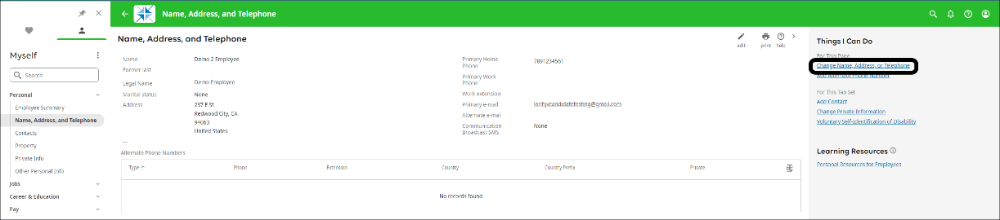 Name, Address, and Telephone
Myself
Search
Personal
Employee Summary
Name, Address, and Telephone
Contacts
Property
Private Info
Other Personal Info
Jobs
Career & Education
Pay
Name, Address, and Telephone
edit
print
help
Name
Demo 2 Employee
Former last
Legal Name
Demo Employee
Marital status
None
Address
237 E St
Redwood City, CA
94063
United States
...
Primary Home
Phone
7891234561
Primary Work
Phone
Work extension
Primary e-mail
lorihjvcandidatetesting@gmail.com
Alternate e-mail
Communication
Broadcast SMS
None
Alternate Phone Numbers
Type Phone Extension Country Country Prefix Private
No records found
Things I Can Do
For This Page
Change Name, Address, or Telephone
Add Alternate Phone Number
For This Tab Set
Add Contact
Change Private Information
Voluntary Self-Identification of Disability
Learning Resources
Personal Resources for Employees